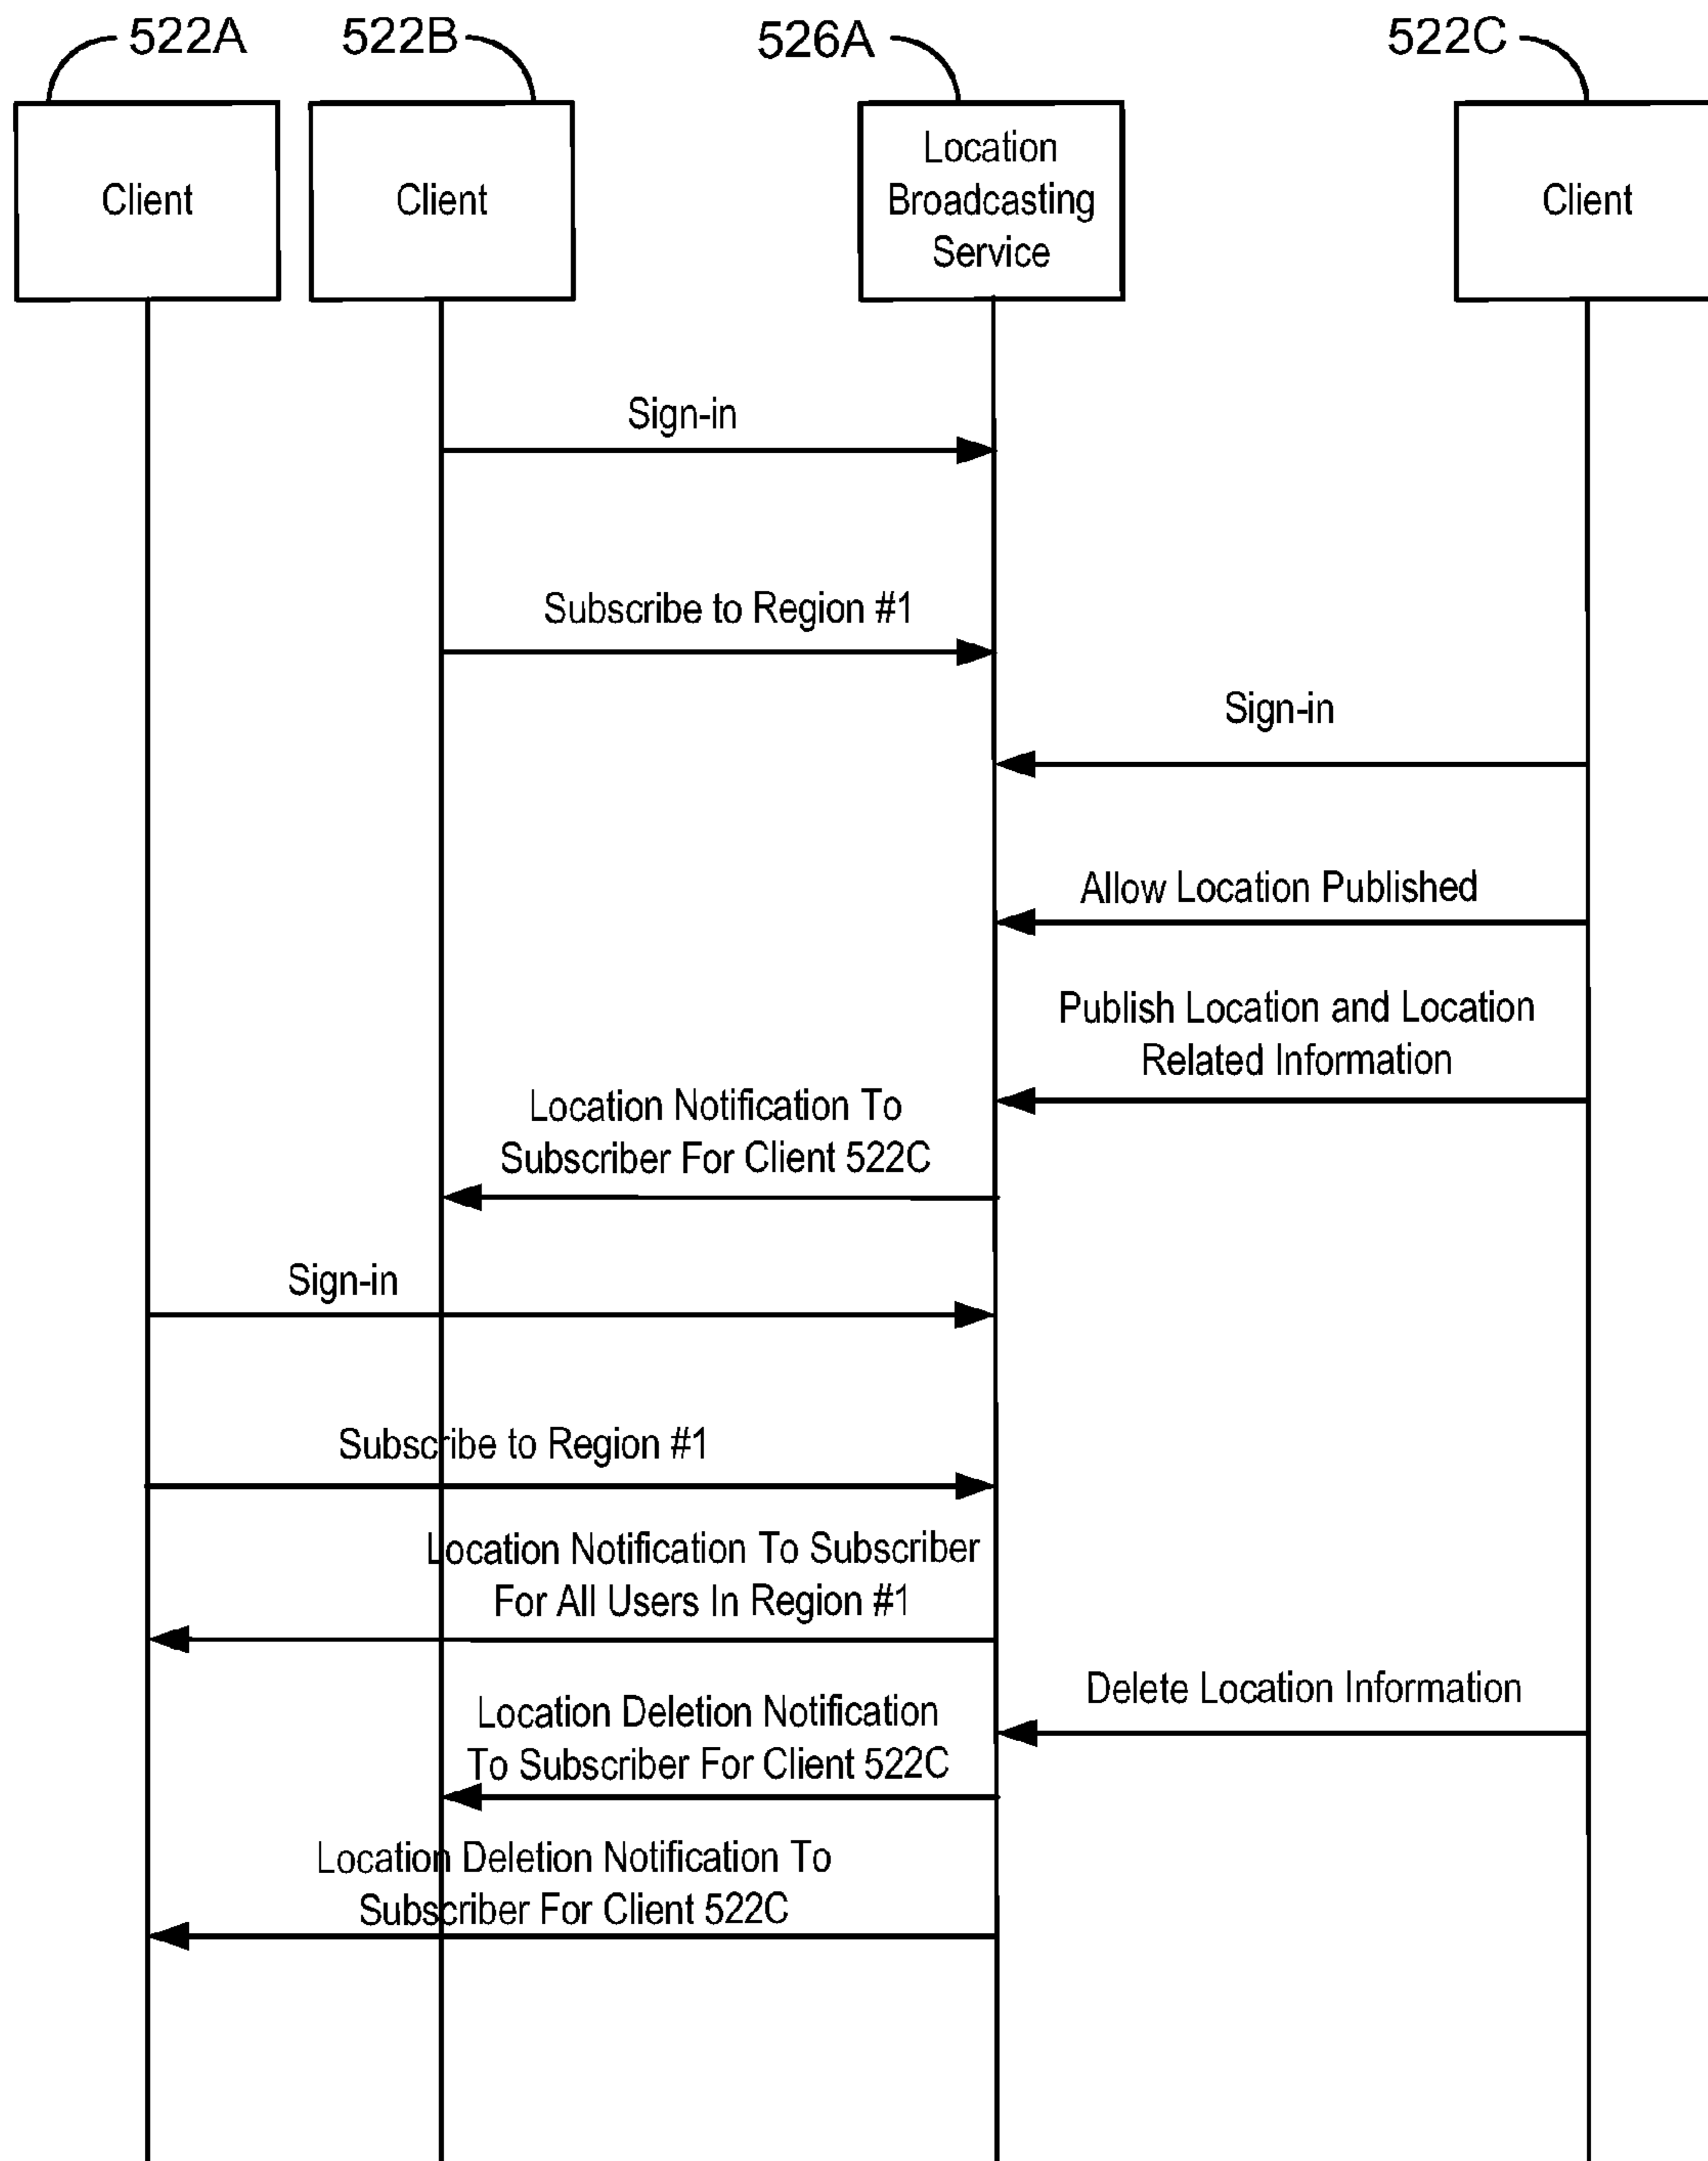 522A
522B
526A
522C
Client
Client
Location
Broadcasting
Service
Client
Sign-in
Subscribe to Region #1
Sign-in
Allow Location Published
Publish Location and Location
Related Information
Location Notification To
Subscriber For Client 522C
Sign-in
Subscribe to Region #1
Location Notification To Subscriber
For All Users In Region #1
Delete Location Information
Location Deletion Notification
To Subscriber For Client 522C
Location Deletion Notification To
Subscriber For Client 522C